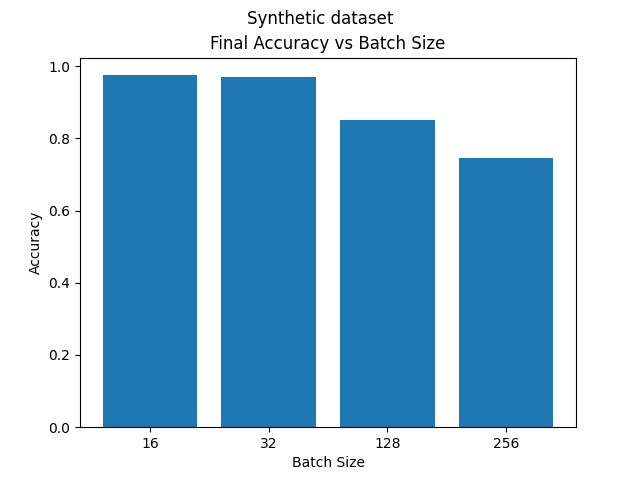 Synthetic dataset
Final Accuracy vs Batch Size
1.0
0.8
0.6
0.4
0.2
0.0
Accuracy
16 32 128 256
Batch Size